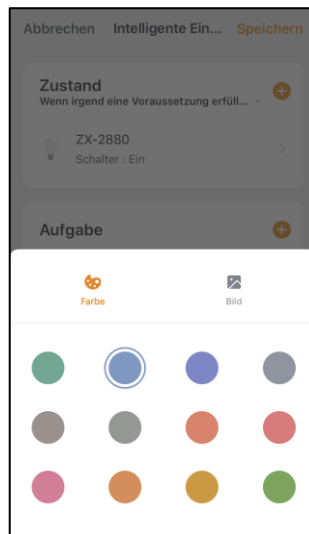 Abbrechen Intelligente Ein... Speichern
Zustand
Wenn irgend eine Voraussetzung erfüll...
ZX-2880
Schalter : Ein
Aufgabe
Farbe Bild